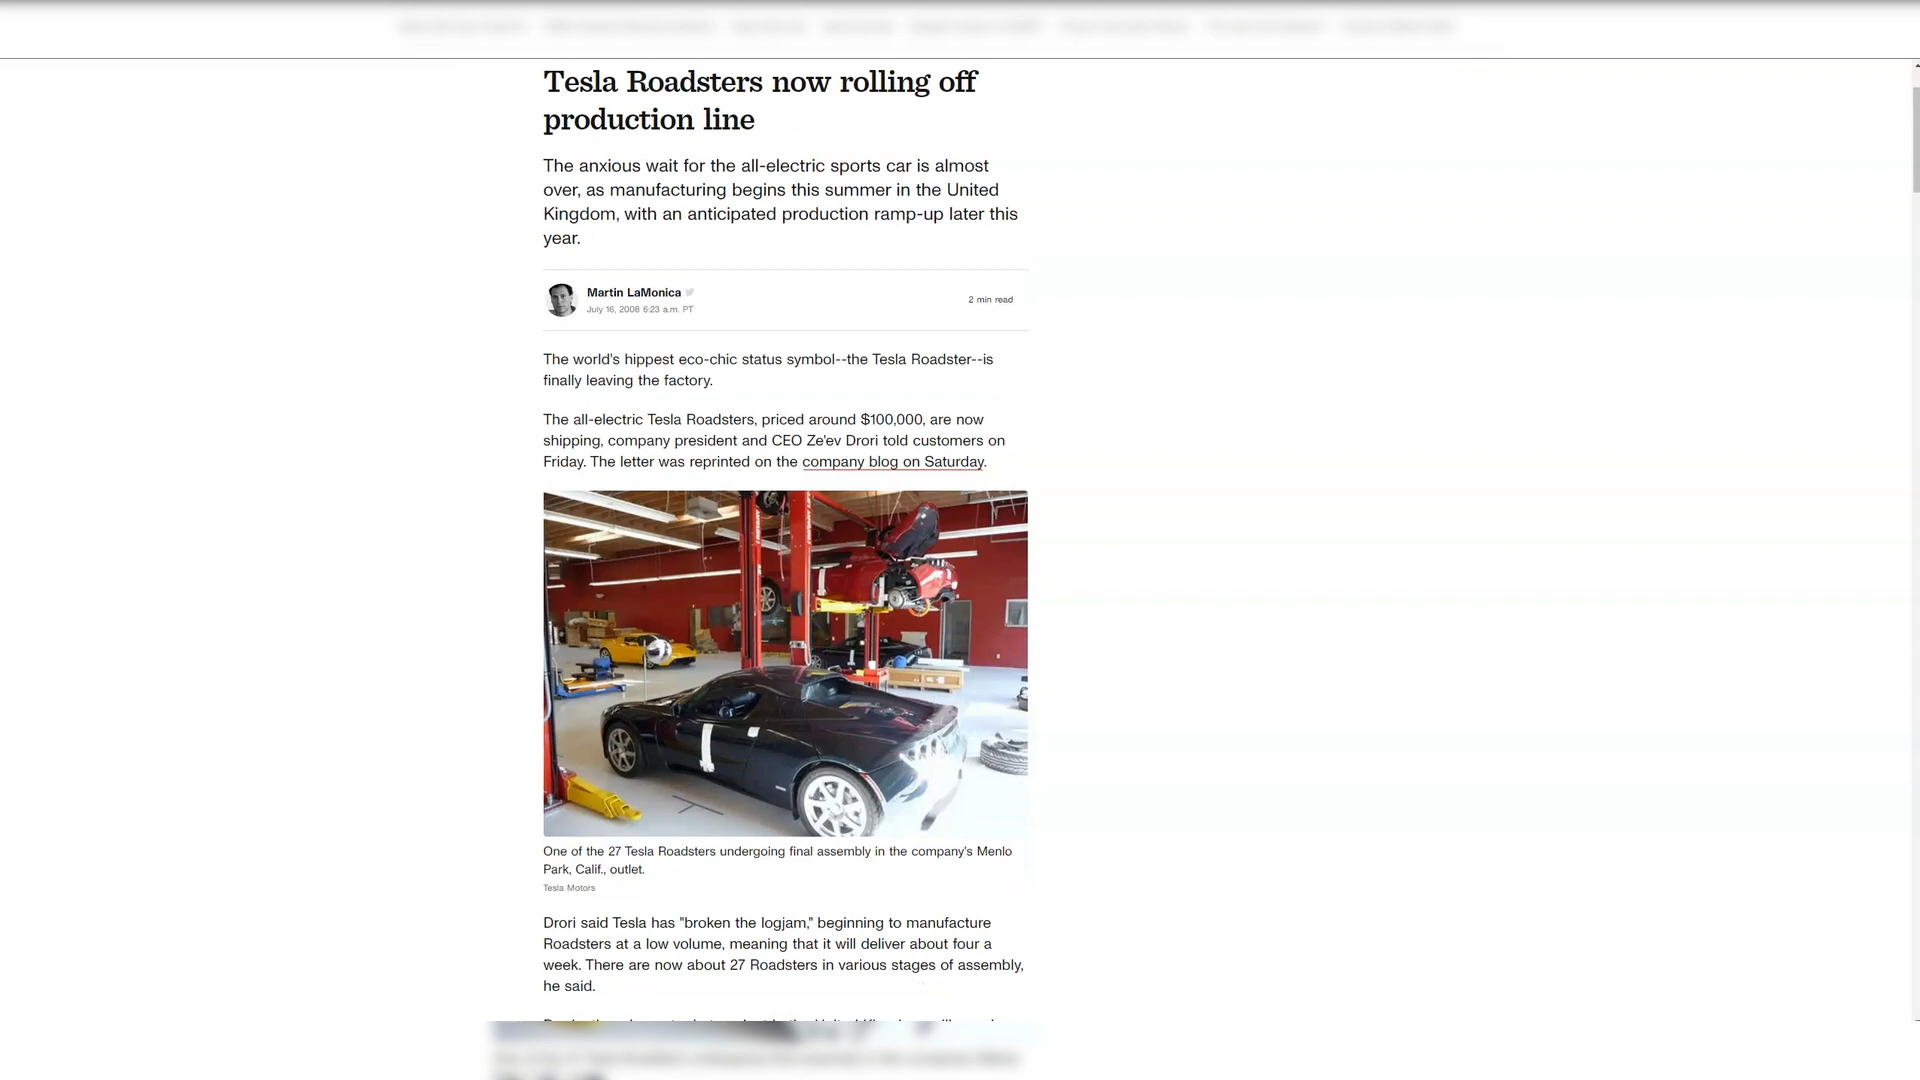 Tesla Roadsters now rolling off
production line
The anxious wait for the all-electric sports car is almost
over, as manufacturing begins this summer in the United
Kingdom, with an anticipated production ramp-up later this
year.
Martin LaMonica
July 16, 2008 6:23 a.m. PT
2 min read
The world's hippest eco-chic status symbol--the Tesla Roadster--is
finally leaving the factory.
The all-electric Tesla Roadsters, priced around $100,000, are now
shipping, company president and CEO Ze'ev Drori told customers on
Friday. The letter was reprinted on the company blog on Saturday.
One of the 27 Tesla Roadsters undergoing final assembly in the company's Menlo
Park, Calif., outlet.
Tesla Motors
Drori said Tesla has "broken the logjam," beginning to manufacture
Roadsters at a low volume, meaning that it will deliver about four a
week. There are now about 27 Roadsters in various stages of assembly,
he said.